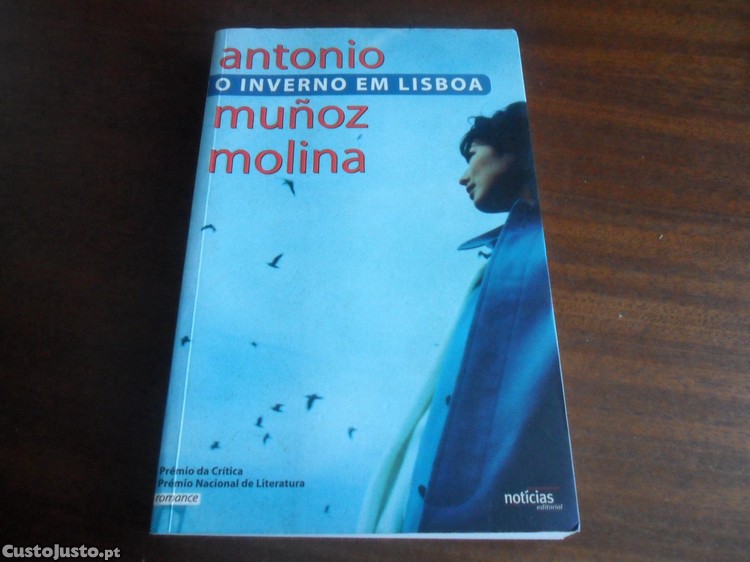 antonio
O INVERNO EM LISBOA
muñoz
molina
Prémio da Crítica
Prémio Nacional de Literatura
romance
notícias
editorial
CustoJusto.pt